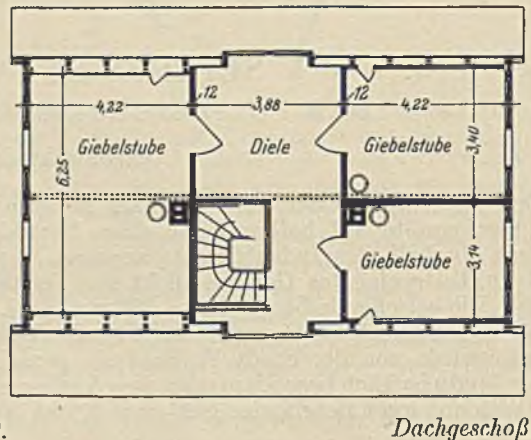 4,22 12 3,88 12 4,22
Giebelstube Diele Giebelstube
3,40
6,25
Giebelstube
3,14
Dachgeschoß